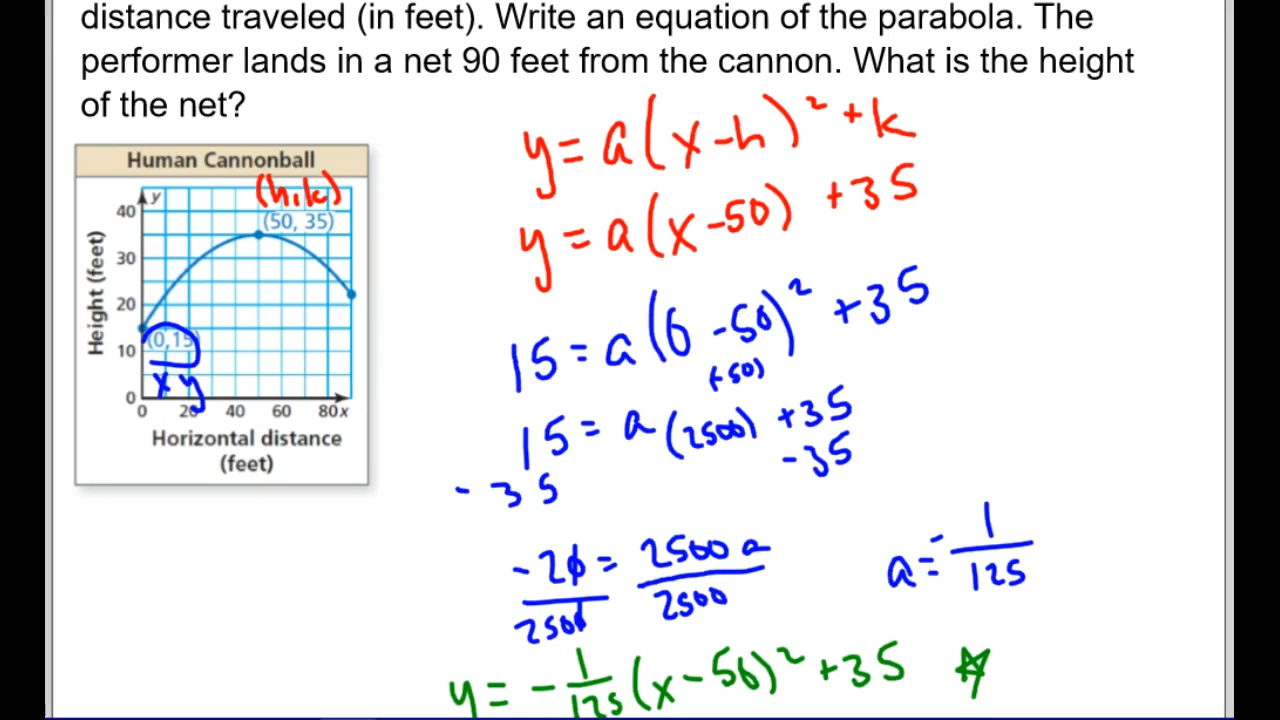 distance traveled (in feet). Write an equation of the parabola. The
performer lands in a net 90 feet from the cannon. What is the height
of the net?
Human Cannonball
y
(h,k)
(50, 35)
40
30
20
10
0
(0,15)
x y
0 20 40 60 80 x
Height (feet)
Horizontal distance
(feet)
y = a(x-h)² + k
y = a(x-50) + 35
15 = a(0 -50)² + 35
(-50)
15 = a(2500) + 35
- 35 - 35
-20 = 2500a
2500 2500
a = - 1/125
y = - 1/125 (x-50)² + 35